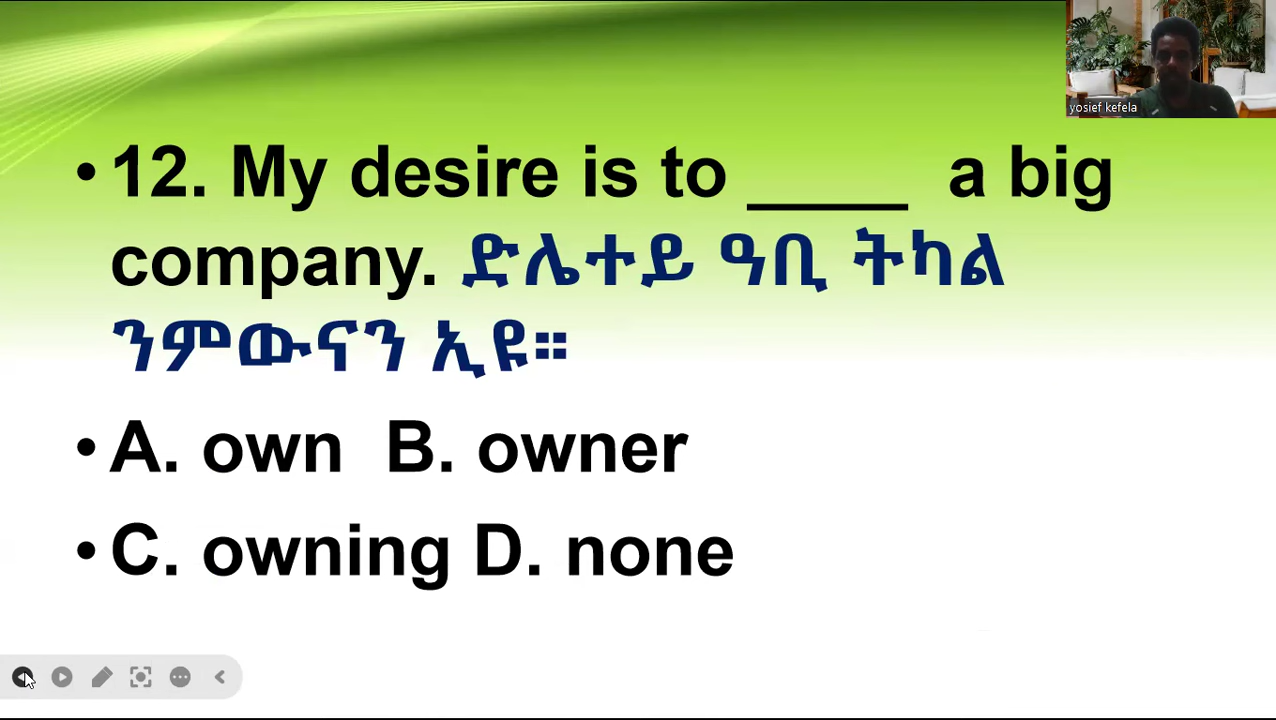 yosief kefela
• 12. My desire is to _____ a big
company. ድሌተይ ዓቢ ትካል
ንምውናን ኢዩ።
• A. own B. owner
• C. owning D. none